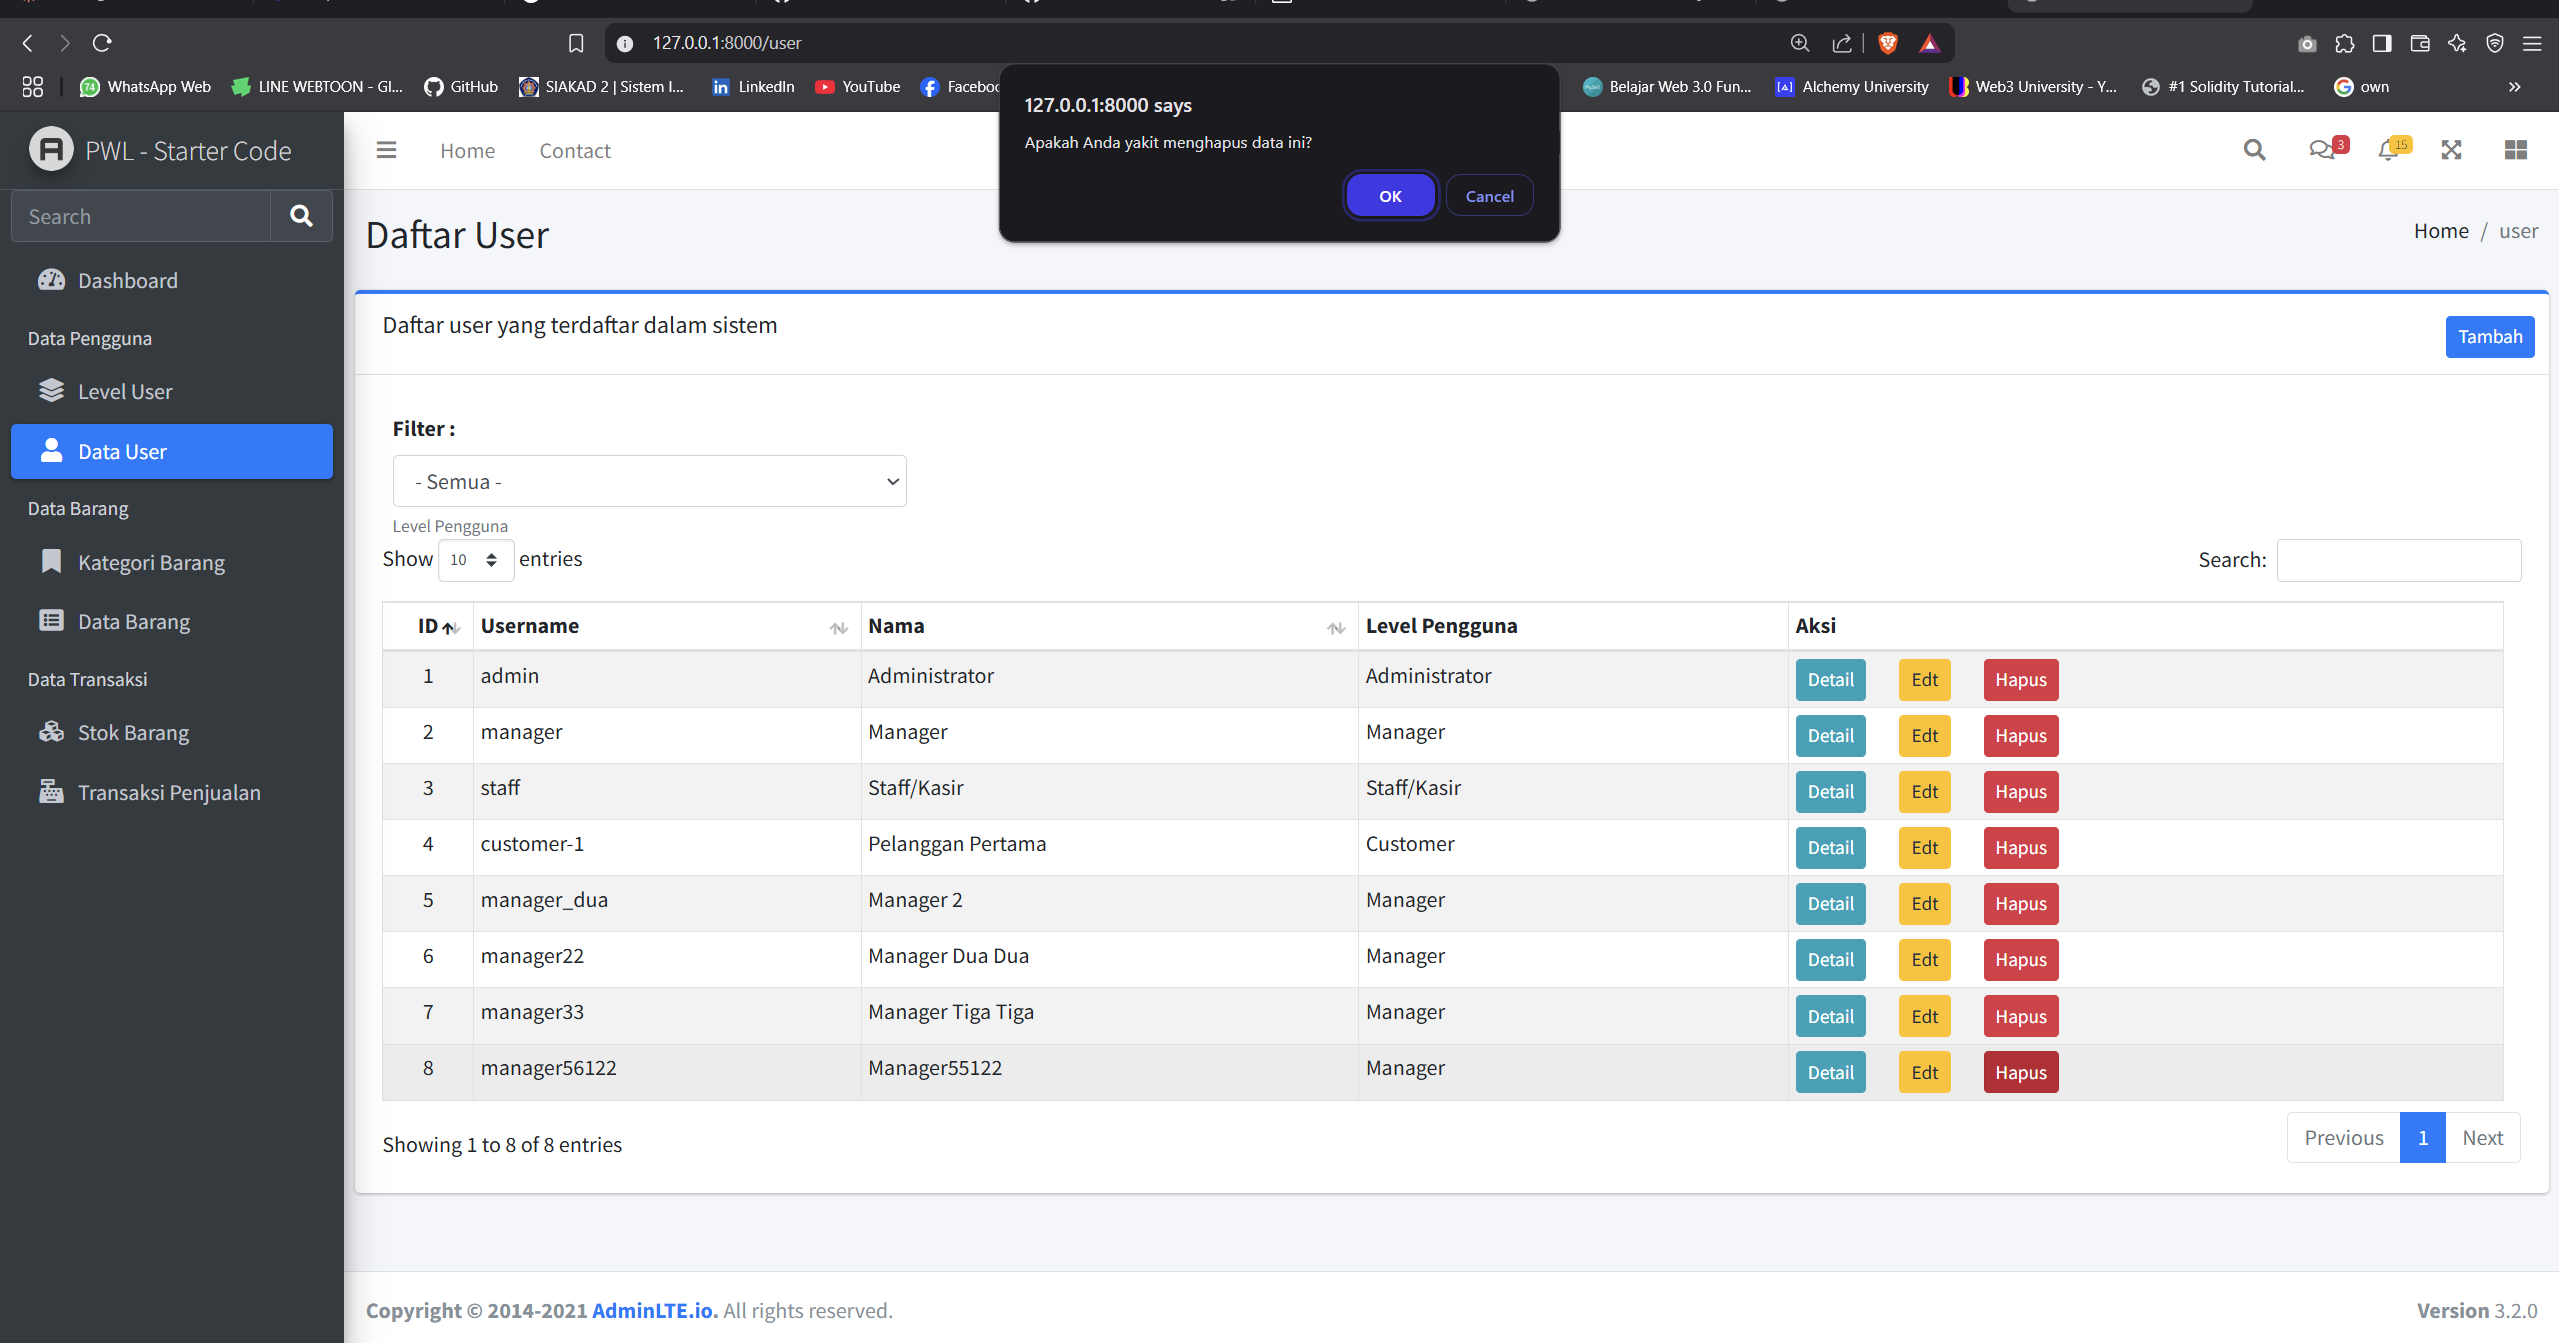 127.0.0.1:8000/user
WhatsApp Web
LINE WEBTOON - Gl...
GitHub
SIAKAD 2 | Sistem I...
LinkedIn
YouTube
Belajar Web 3.0 Fun...
Alchemy University
Web3 University - Y...
#1 Solidity Tutorial...
own
127.0.0.1:8000 says
Apakah Anda yakit menghapus data ini?
OK
Cancel
PWL - Starter Code
Home
Contact
3
15
Search
Dashboard
Data Pengguna
Level User
Data User
Data Barang
Kategori Barang
Data Barang
Data Transaksi
Stok Barang
Transaksi Penjualan
Daftar User
Home / user
Daftar user yang terdaftar dalam sistem
Tambah
Filter :
- Semua -
Level Pengguna
Show 10 entries
Search:
ID Username Nama Level Pengguna Aksi
1 admin Administrator Administrator Detail Edt Hapus
2 manager Manager Manager Detail Edt Hapus
3 staff Staff/Kasir Staff/Kasir Detail Edt Hapus
4 customer-1 Pelanggan Pertama Customer Detail Edt Hapus
5 manager_dua Manager 2 Manager Detail Edt Hapus
6 manager22 Manager Dua Dua Manager Detail Edt Hapus
7 manager33 Manager Tiga Tiga Manager Detail Edt Hapus
8 manager56122 Manager55122 Manager Detail Edt Hapus
Showing 1 to 8 of 8 entries
Previous 1 Next
Copyright © 2014-2021 AdminLTE.io. All rights reserved.
Version 3.2.0